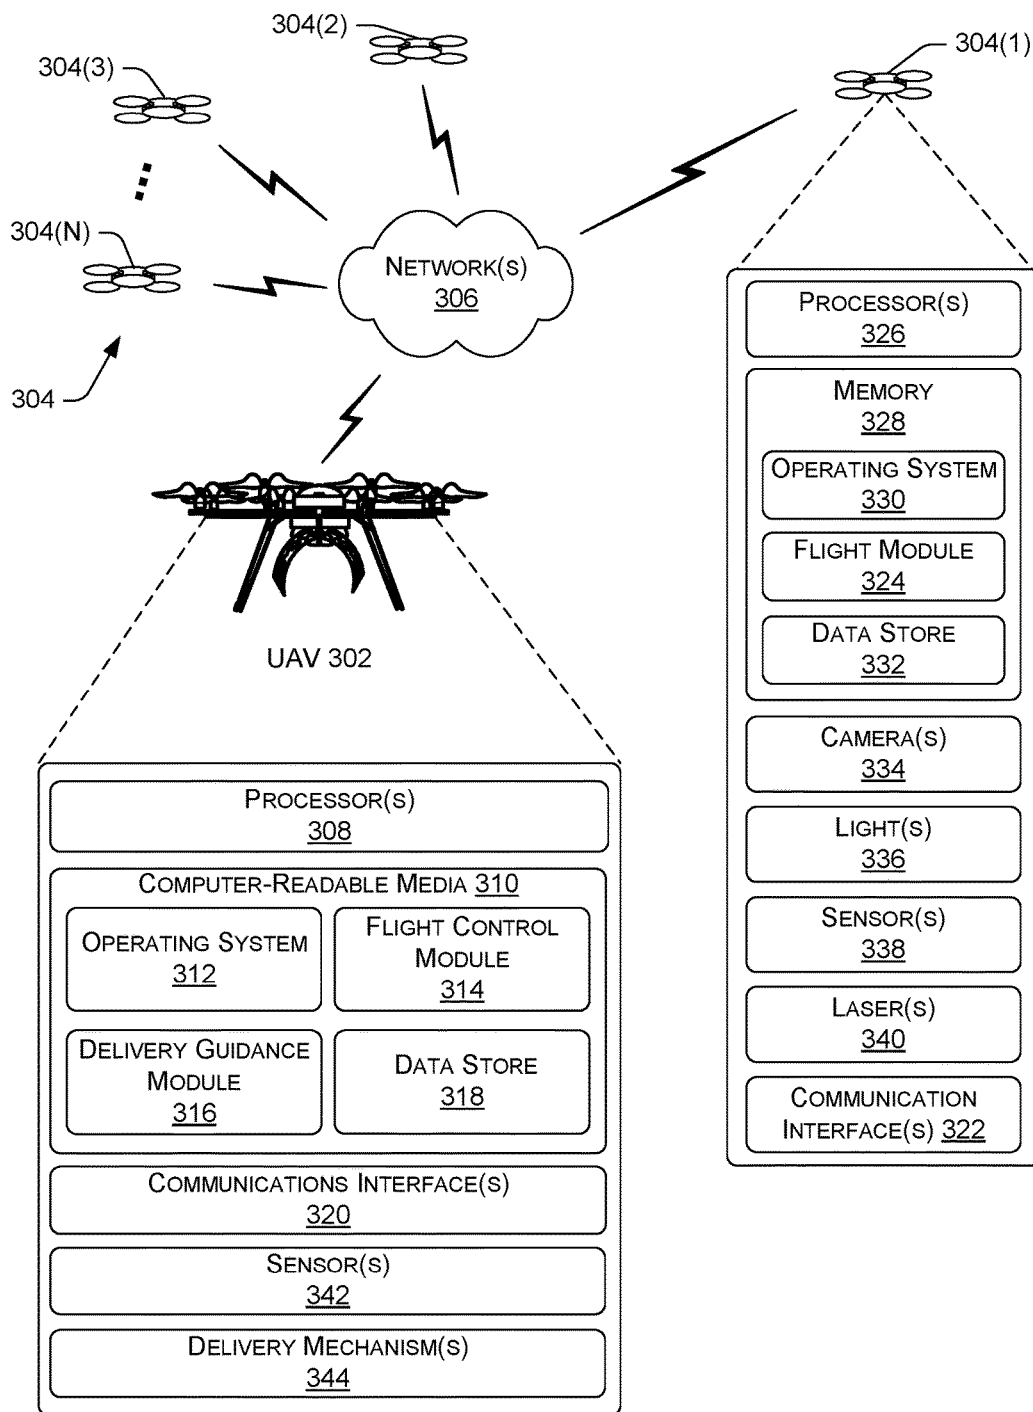 304(2)
304(1)
304(3)
304(N)
304
NETWORK(S)
306
UAV 302
PROCESSOR(S)
308
COMPUTER-READABLE MEDIA 310
OPERATING SYSTEM
312
FLIGHT CONTROL
MODULE
314
DELIVERY GUIDANCE
MODULE
316
DATA STORE
318
COMMUNICATIONS INTERFACE(S)
320
SENSOR(S)
342
DELIVERY MECHANISM(S)
344
PROCESSOR(S)
326
MEMORY
328
OPERATING SYSTEM
330
FLIGHT MODULE
324
DATA STORE
332
CAMERA(S)
334
LIGHT(S)
336
SENSOR(S)
338
LASER(S)
340
COMMUNICATION
INTERFACE(S) 322